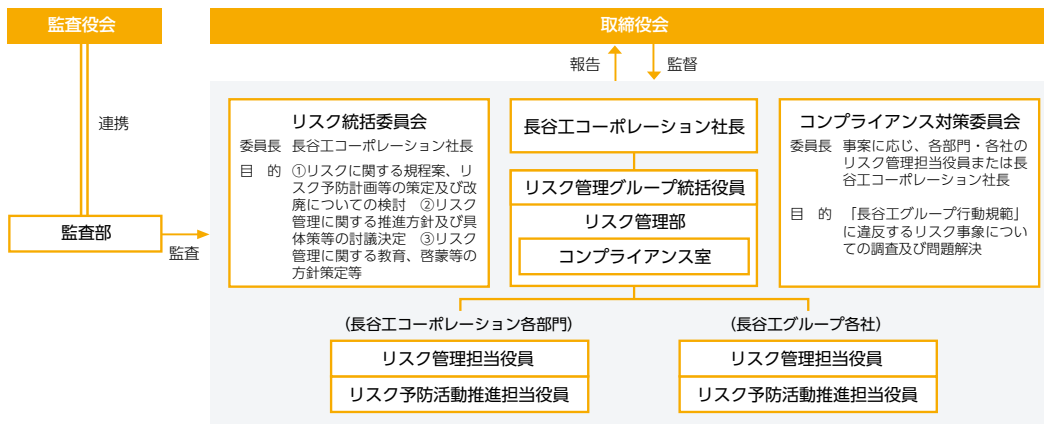 監査役会
取締役会
報告
監督
連携
リスク統括委員会
委員長 長谷工コーポレーション社長
目 的 ①リスクに関する規程案、リ
スク予防計画等の策定及び改
廃についての検討 ②リスク
管理に関する推進方針及び具
体策等の討議決定 ③リスク
管理に関する教育、啓蒙等の
方針策定等
長谷工コーポレーション社長
リスク管理グループ統括役員
リスク管理部
コンプライアンス室
コンプライアンス対策委員会
委員長 事案に応じ、各部門・各社の
リスク管理担当役員または長
谷工コーポレーション社長
目 的 「長谷工グループ行動規範」
に違反するリスク事象につい
ての調査及び問題解決
監査部
監査
(長谷工コーポレーション各部門)
リスク管理担当役員
リスク予防活動推進担当役員
(長谷工グループ各社)
リスク管理担当役員
リスク予防活動推進担当役員